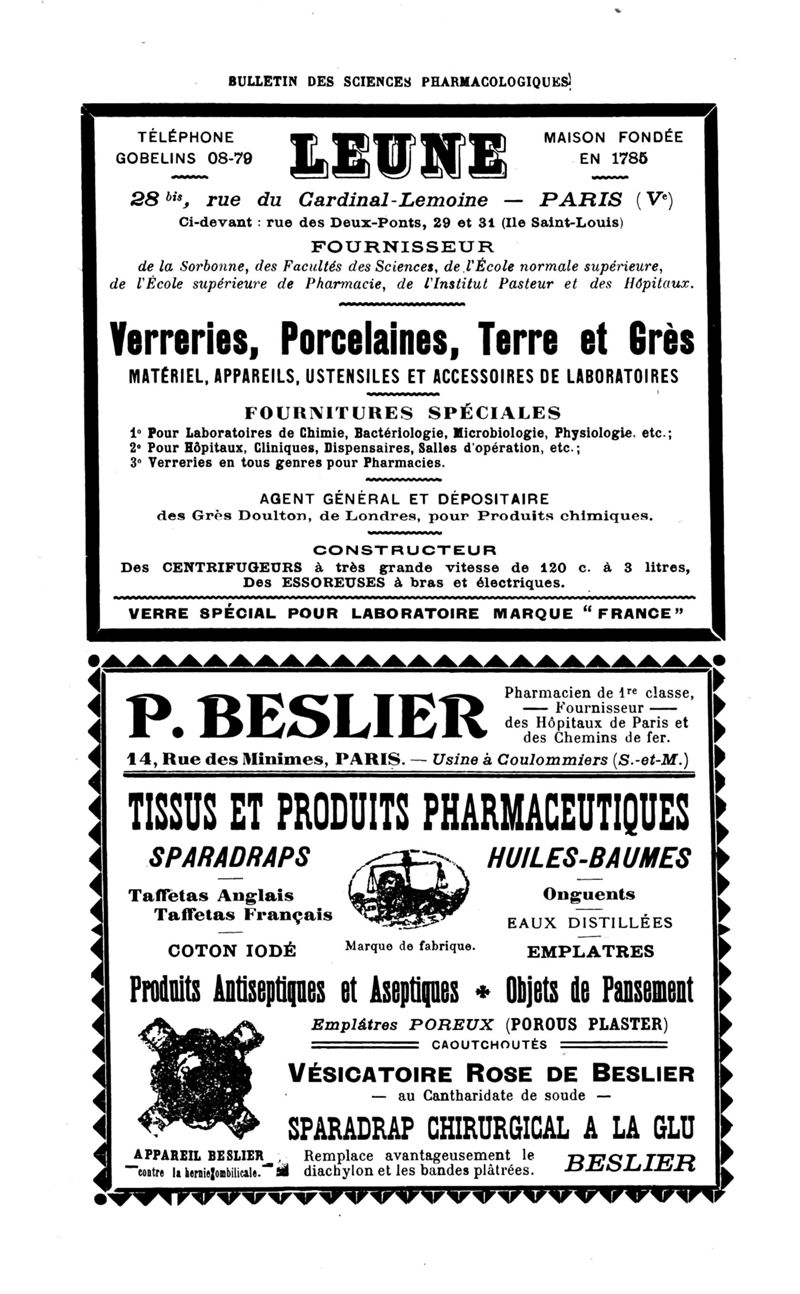 BULLETIN DES SCIENCES PHARMACOLOGIQUES
TÉLÉPHONE
GOBELINS 08-79
LEUNE
MAISON FONDÉE
EN 1785
28 bis, rue du Cardinal-Lemoine — PARIS (Ve)
Ci-devant : rue des Deux-Ponts, 29 et 31 (Ile Saint-Louis)
FOURNISSEUR
de la Sorbonne, des Facultés des Sciences, de l'École normale supérieure,
de l'École supérieure de Pharmacie, de l'Institut Pasteur et des Hôpitaux.
Verreries, Porcelaines, Terre et Grès
MATÉRIEL, APPAREILS, USTENSILES ET ACCESSOIRES DE LABORATOIRES
FOURNITURES SPÉCIALES
1° Pour Laboratoires de Chimie, Bactériologie, Microbiologie, Physiologie, etc.;
2° Pour Hôpitaux, Cliniques, Dispensaires, Salles d'opération, etc.;
3° Verreries en tous genres pour Pharmacies.
AGENT GÉNÉRAL ET DÉPOSITAIRE
des Grès Doulton, de Londres, pour Produits chimiques.
CONSTRUCTEUR
Des CENTRIFUGEURS à très grande vitesse de 120 c. à 3 litres,
Des ESSOREUSES à bras et électriques.
VERRE SPÉCIAL POUR LABORATOIRE MARQUE "FRANCE"
P. BESLIER
Pharmacien de 1re classe,
— Fournisseur —
des Hôpitaux de Paris et
des Chemins de fer.
14, Rue des Minimes, PARIS. — Usine à Coulommiers (S.-et-M.)
TISSUS ET PRODUITS PHARMACEUTIQUES
SPARADRAPS
Taffetas Anglais
Taffetas Français
COTON IODÉ
Marque de fabrique.
HUILES-BAUMES
Onguents
EAUX DISTILLÉES
EMPLATRES
Produits Antiseptiques et Aseptiques ✠ Objets de Pansement
Emplâtres POREUX (POROUS PLASTER)
CAOUTCHOUTÉS
VÉSICATOIRE ROSE DE BESLIER
— au Cantharidate de soude —
SPARADRAP CHIRURGICAL A LA GLU
APPAREIL BESLIER
contre la hernie ombilicale.
Remplace avantageusement le
diachylon et les bandes plâtrées.
BESLIER